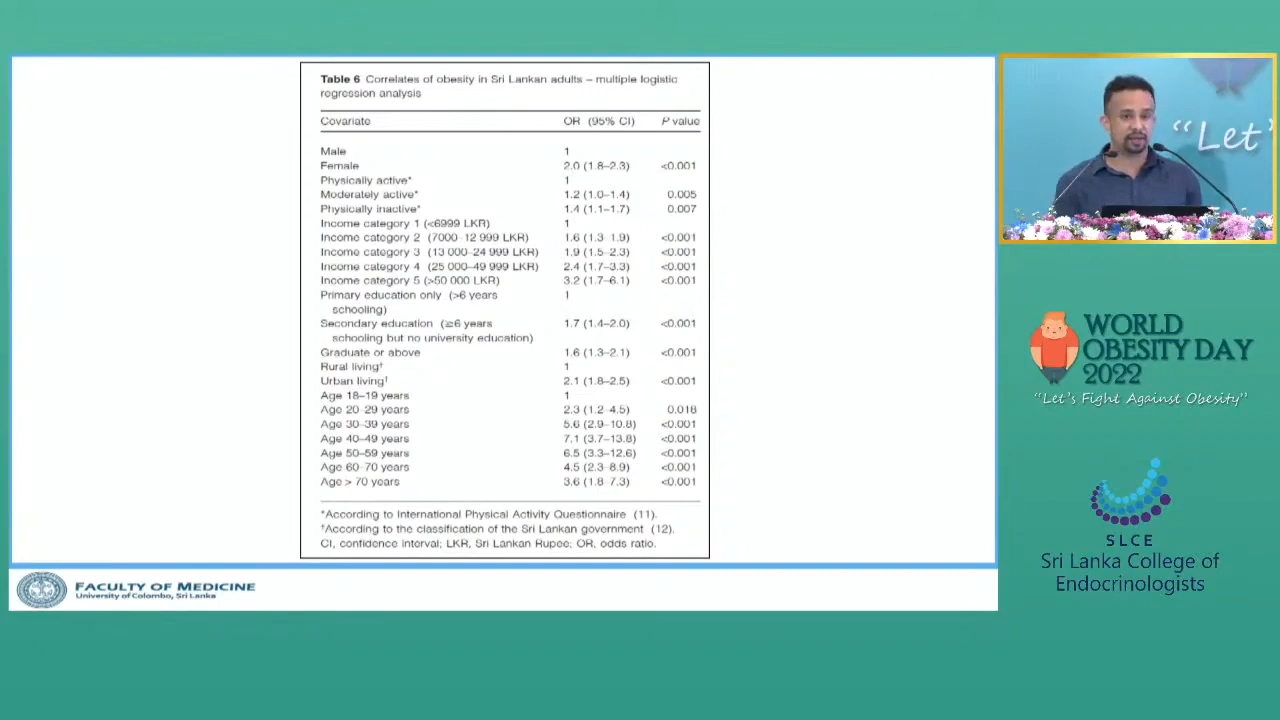 Table 6 Correlates of obesity in Sri Lankan adults – multiple logistic
regression analysis
Covariate OR (95% CI) P value
Male 1
Female 2.0 (1.8–2.3) <0.001
Physically active* 1
Moderately active* 1.2 (1.0–1.4) 0.005
Physically inactive* 1.4 (1.1–1.7) 0.007
Income category 1 (<6999 LKR) 1
Income category 2 (7000–12 999 LKR) 1.6 (1.3–1.9) <0.001
Income category 3 (13 000–24 999 LKR) 1.9 (1.5–2.3) <0.001
Income category 4 (25 000–49 999 LKR) 2.4 (1.7–3.3) <0.001
Income category 5 (>50 000 LKR) 3.2 (1.7–6.1) <0.001
Primary education only (>6 years 1
schooling)
Secondary education (≥6 years 1.7 (1.4–2.0) <0.001
schooling but no university education)
Graduate or above 1.6 (1.3–2.1) <0.001
Rural living† 1
Urban living† 2.1 (1.8–2.5) <0.001
Age 18–19 years 1
Age 20–29 years 2.3 (1.2–4.5) 0.018
Age 30–39 years 5.6 (2.9–10.8) <0.001
Age 40–49 years 7.1 (3.7–13.8) <0.001
Age 50–59 years 6.5 (3.3–12.6) <0.001
Age 60–70 years 4.5 (2.3–8.9) <0.001
Age > 70 years 3.6 (1.8–7.3) <0.001
*According to International Physical Activity Questionnaire (11).
†According to the classification of the Sri Lankan government (12).
CI, confidence interval; LKR, Sri Lankan Rupee; OR, odds ratio.
FACULTY OF MEDICINE
University of Colombo, Sri Lanka
"Let'
WORLD
OBESITY DAY
2022
"Let's Fight Against Obesity"
SLCE
Sri Lanka College of
Endocrinologists